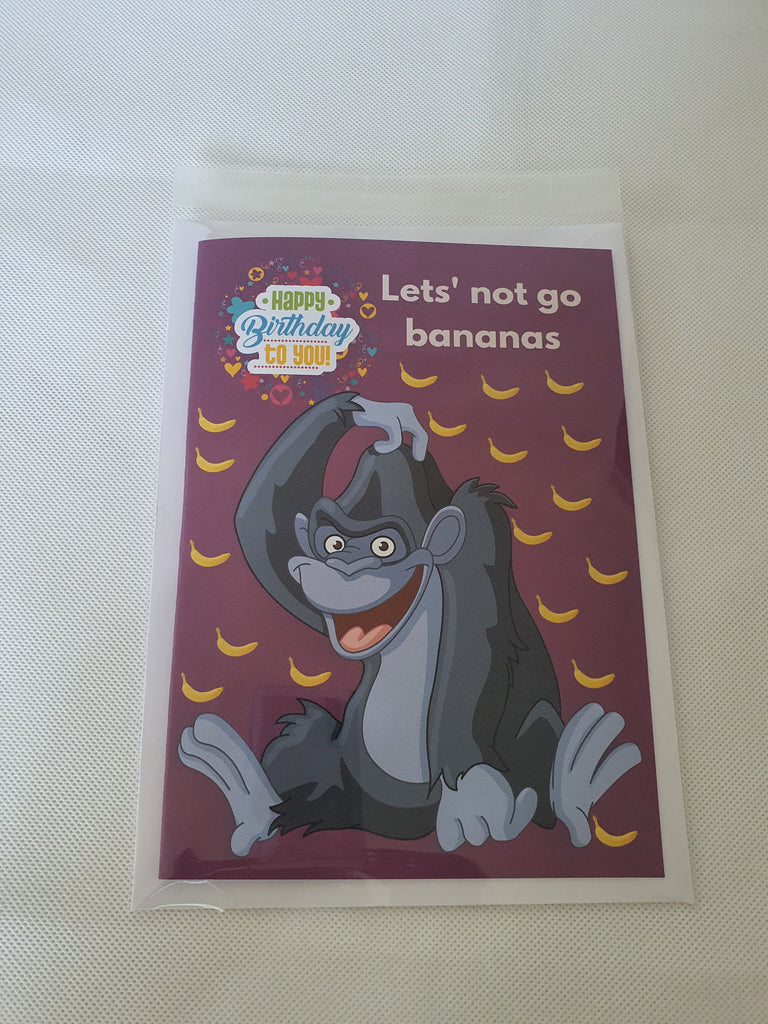 HAPPY
Birthday
TO YOU!
Lets' not go
bananas